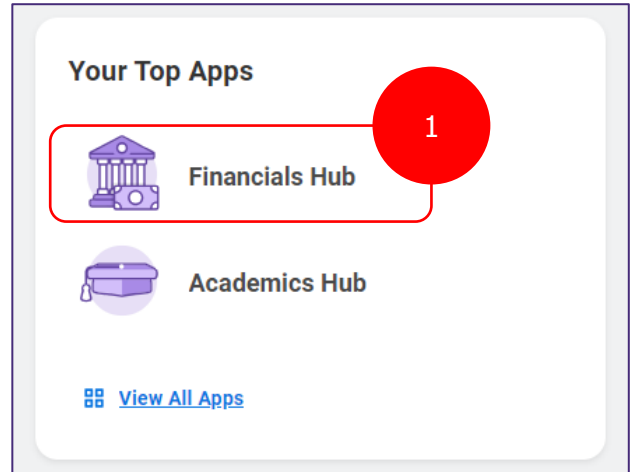 Your Top Apps
1
Financials Hub
Academics Hub
View All Apps